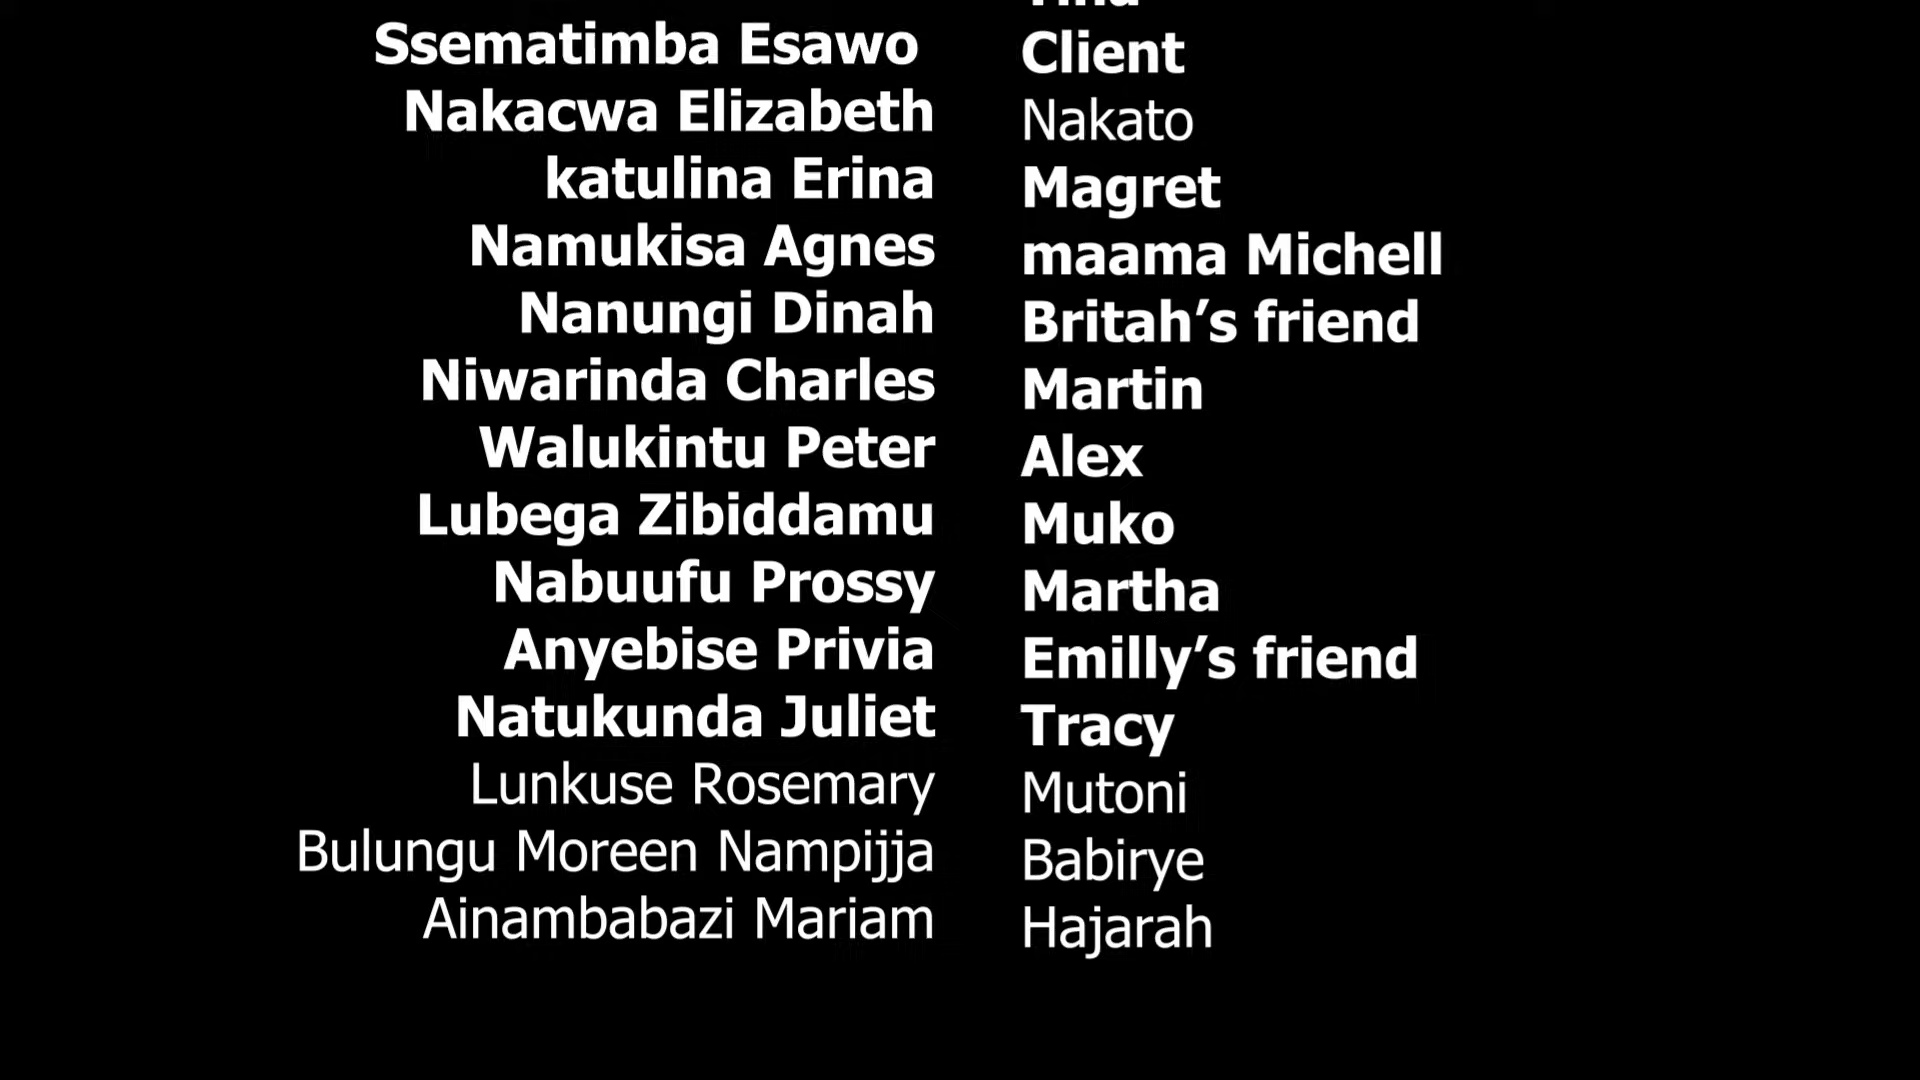 Ssematimba Esawo Client
Nakacwa Elizabeth Nakato
katulina Erina Magret
Namukisa Agnes maama Michell
Nanungi Dinah Britah’s friend
Niwarinda Charles Martin
Walukintu Peter Alex
Lubega Zibiddamu Muko
Nabuufu Prossy Martha
Anyebise Privia Emilly’s friend
Natukunda Juliet Tracy
Lunkuse Rosemary Mutoni
Bulungu Moreen Nampijja Babirye
Ainambabazi Mariam Hajarah